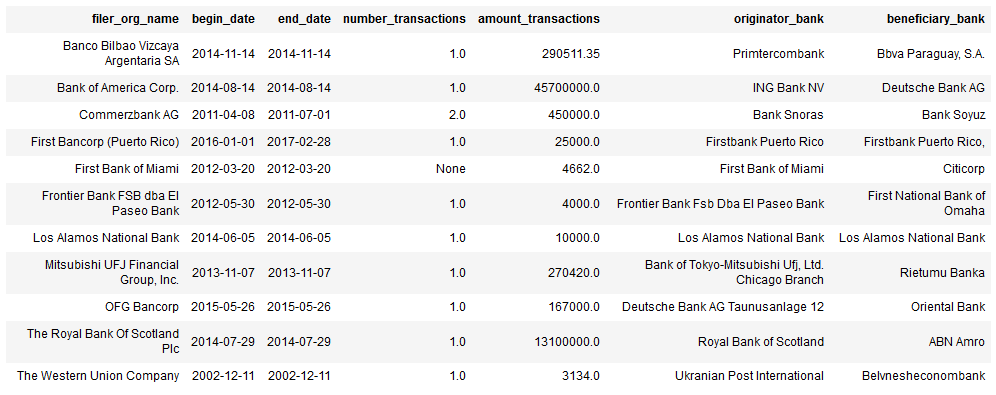 filer_org_name begin_date end_date number_transactions amount_transactions originator_bank beneficiary_bank
Banco Bilbao Vizcaya
Argentaria SA 2014-11-14 2014-11-14 1.0 290511.35 Primtercombank Bbva Paraguay, S.A.
Bank of America Corp. 2014-08-14 2014-08-14 1.0 45700000.0 ING Bank NV Deutsche Bank AG
Commerzbank AG 2011-04-08 2011-07-01 2.0 450000.0 Bank Snoras Bank Soyuz
First Bancorp (Puerto Rico) 2016-01-01 2017-02-28 1.0 25000.0 Firstbank Puerto Rico Firstbank Puerto Rico,
First Bank of Miami 2012-03-20 2012-03-20 None 4662.0 First Bank of Miami Citicorp
Frontier Bank FSB dba El
Paseo Bank 2012-05-30 2012-05-30 1.0 4000.0 Frontier Bank Fsb Dba El Paseo Bank First National Bank of
Omaha
Los Alamos National Bank 2014-06-05 2014-06-05 1.0 10000.0 Los Alamos National Bank Los Alamos National Bank
Mitsubishi UFJ Financial
Group, Inc. 2013-11-07 2013-11-07 1.0 270420.0 Bank of Tokyo-Mitsubishi Ufj, Ltd.
Chicago Branch Rietumu Banka
OFG Bancorp 2015-05-26 2015-05-26 1.0 167000.0 Deutsche Bank AG Taunusanlage 12 Oriental Bank
The Royal Bank Of Scotland
Plc 2014-07-29 2014-07-29 1.0 13100000.0 Royal Bank of Scotland ABN Amro
The Western Union Company 2002-12-11 2002-12-11 1.0 3134.0 Ukranian Post International Belvnesheconombank